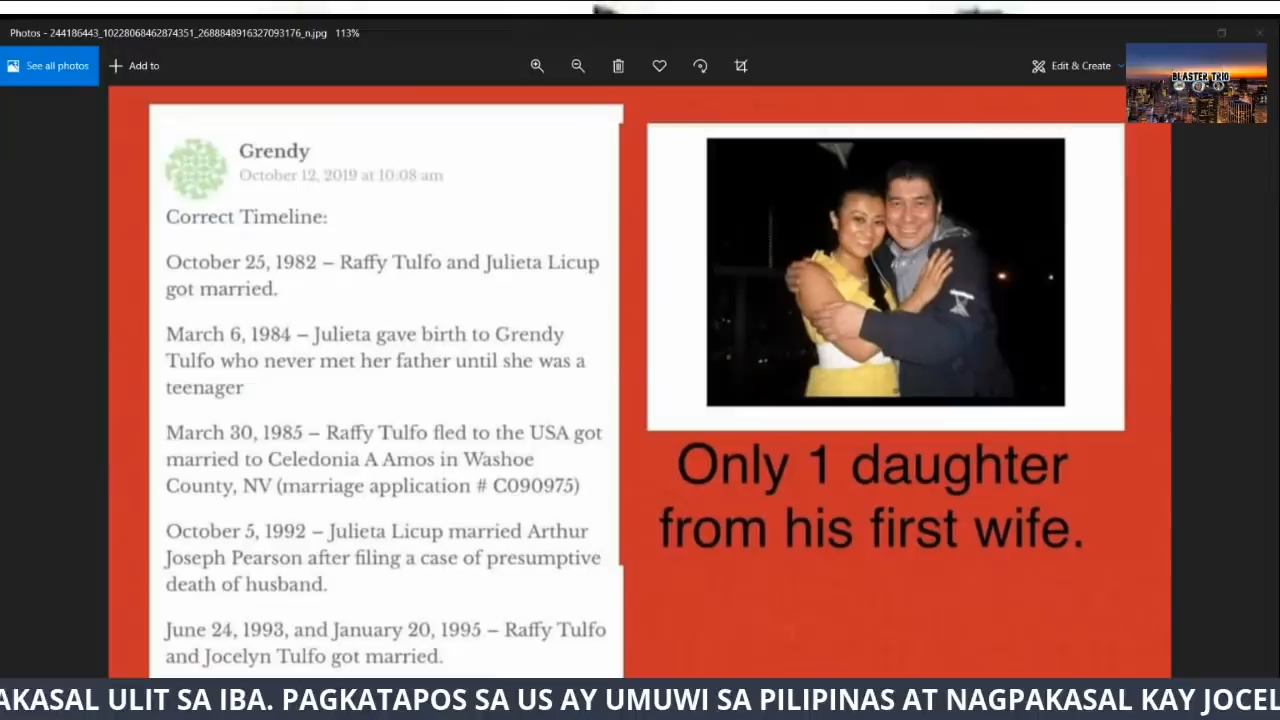 Photos - 244186443_10228068462874351_2688848916327093176_n.jpg 113%
See all photos
Add to
Edit & Create
BLASTER TRIO
Grendy
October 12, 2019 at 10:08 am
Correct Timeline:
October 25, 1982 – Raffy Tulfo and Julieta Licup
got married.
March 6, 1984 – Julieta gave birth to Grendy
Tulfo who never met her father until she was a
teenager
March 30, 1985 – Raffy Tulfo fled to the USA got
married to Celedonia A Amos in Washoe
County, NV (marriage application # C090975)
October 5, 1992 – Julieta Licup married Arthur
Joseph Pearson after filing a case of presumptive
death of husband.
June 24, 1993, and January 20, 1995 – Raffy Tulfo
and Jocelyn Tulfo got married.
Only 1 daughter
from his first wife.
AKASAL ULIT SA IBA. PAGKATAPOS SA US AY UMUWI SA PILIPINAS AT NAGPAKASAL KAY JOCEL